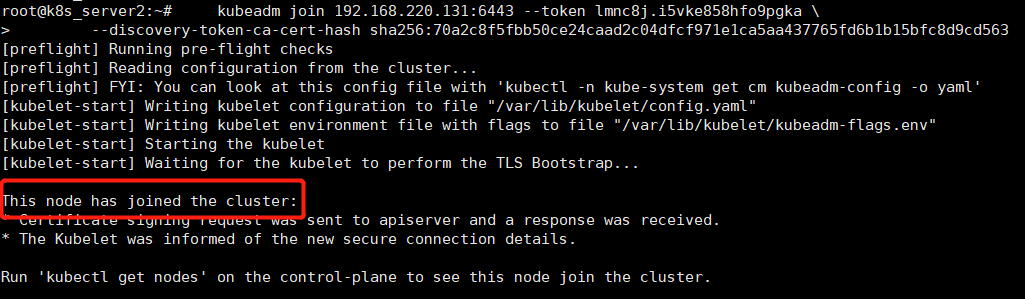 root@k8s_server2:~#     kubeadm join 192.168.220.131:6443 --token lmnc8j.i5vke858hfo9pgka \
>         --discovery-token-ca-cert-hash sha256:70a2c8f5fbb50ce24caad2c04dfcf971e1ca5aa437765fd6b1b15bfc8d9cd563
[preflight] Running pre-flight checks
[preflight] Reading configuration from the cluster...
[preflight] FYI: You can look at this config file with 'kubectl -n kube-system get cm kubeadm-config -o yaml'
[kubelet-start] Writing kubelet configuration to file "/var/lib/kubelet/config.yaml"
[kubelet-start] Writing kubelet environment file with flags to file "/var/lib/kubelet/kubeadm-flags.env"
[kubelet-start] Starting the kubelet
[kubelet-start] Waiting for the kubelet to perform the TLS Bootstrap...
This node has joined the cluster:
* Certificate signing request was sent to apiserver and a response was received.
* The Kubelet was informed of the new secure connection details.
Run 'kubectl get nodes' on the control-plane to see this node join the cluster.